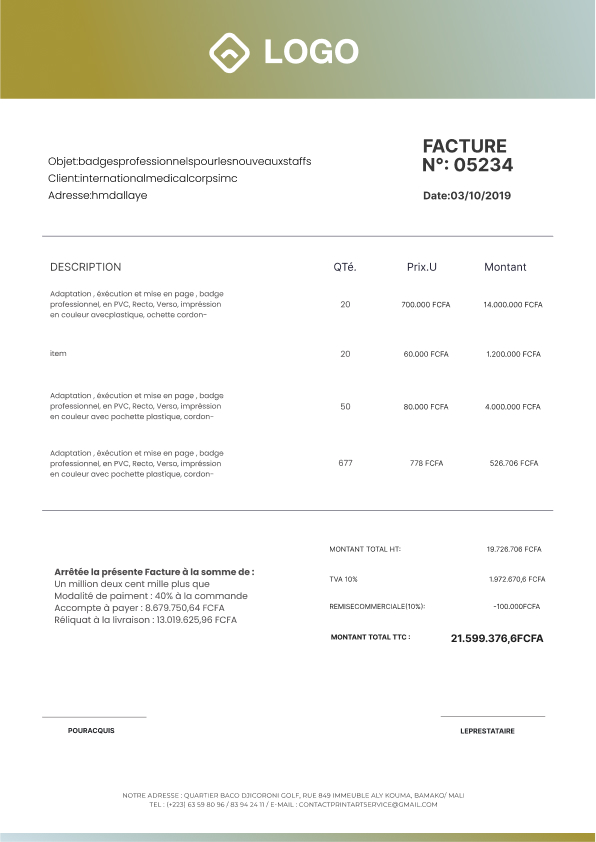 LOGO
FACTURE
N°: 05234
Objet:badgesprofessionnelspourlesnouveauxstaffs
Client:internationalmedicalcorpsimc
Adresse:hmdallaye
Date:03/10/2019
DESCRIPTION QTé. Prix.U Montant
Adaptation , éxécution et mise en page , badge
professionnel, en PVC, Recto, Verso, impréssion
en couleur avecplastique, ochette cordon-
20 700.000 FCFA 14.000.000 FCFA
item 20 60.000 FCFA 1.200.000 FCFA
Adaptation , éxécution et mise en page , badge
professionnel, en PVC, Recto, Verso, impréssion
en couleur avec pochette plastique, cordon-
50 80.000 FCFA 4.000.000 FCFA
Adaptation , éxécution et mise en page , badge
professionnel, en PVC, Recto, Verso, impréssion
en couleur avec pochette plastique, cordon-
677 778 FCFA 526.706 FCFA
MONTANT TOTAL HT: 19.726.706 FCFA
TVA 10% 1.972.670,6 FCFA
REMISECOMMERCIALE(10%): -100.000FCFA
MONTANT TOTAL TTC : 21.599.376,6FCFA
Arrêtée la présente Facture à la somme de :
Un million deux cent mille plus que
Modalité de paiment : 40% à la commande
Accompte à payer : 8.679.750,64 FCFA
Réliquat à la livraison : 13.019.625,96 FCFA
POURACQUIS LEPRESTATAIRE
NOTRE ADRESSE : QUARTIER BACO DJICORONI GOLF, RUE 849 IMMEUBLE ALY KOUMA, BAMAKO/ MALI
TEL : (+223) 63 59 80 96 / 83 94 24 11 / E-MAIL : CONTACTPRINTARTSERVICE@GMAIL.COM